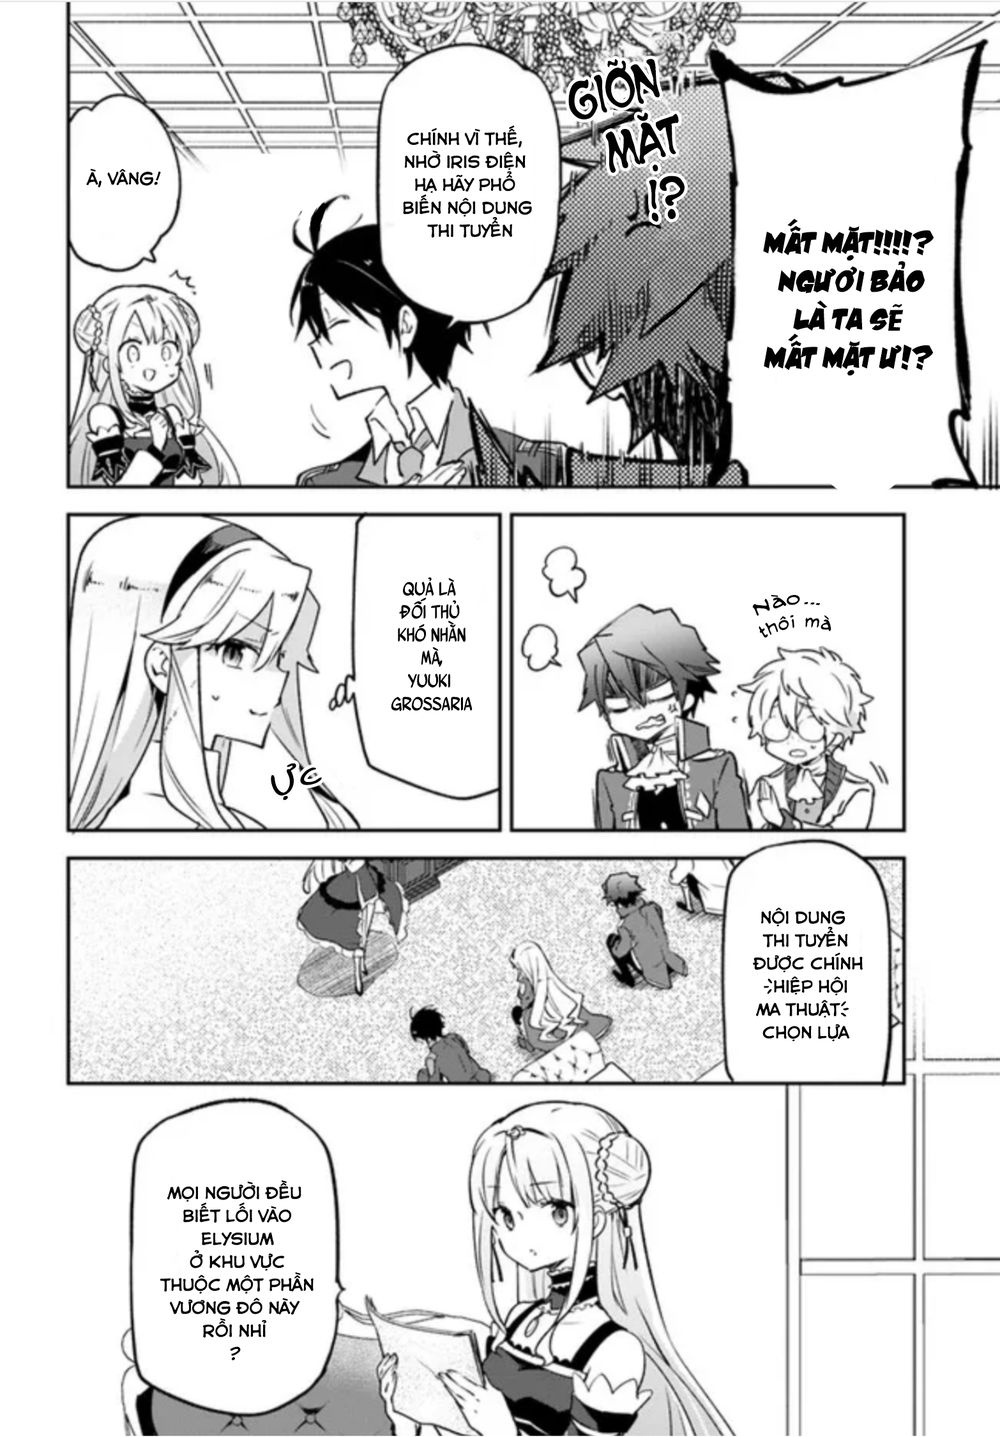 MẤT MẶT!!!!!?
NGƯƠI BẢO
LÀ TA SẼ
MẤT MẶT Ư!?
GIỠN
MẶT
!?
CHÍNH VÌ THẾ,
NHỜ IRIS ĐIỆN
HẠ HÃY PHỔ
BIẾN NỘI DUNG
THI TUYỂN
À, VÂNG!
Nào...
thôi mà
QUẢ LÀ
ĐỐI THỦ
KHÓ NHẰN
MÀ,
YUUKI
GROSSARIA
ỰC
NỘI DUNG
THI TUYỂN
ĐƯỢC CHÍNH
HIỆP HỘI
MA THUẬT
CHỌN LỰA
MỌI NGƯỜI ĐỀU
BIẾT LỐI VÀO
ELYSIUM
Ở KHU VỰC
THUỘC MỘT PHẦN
VƯƠNG ĐÔ NÀY
RỒI NHỈ
?